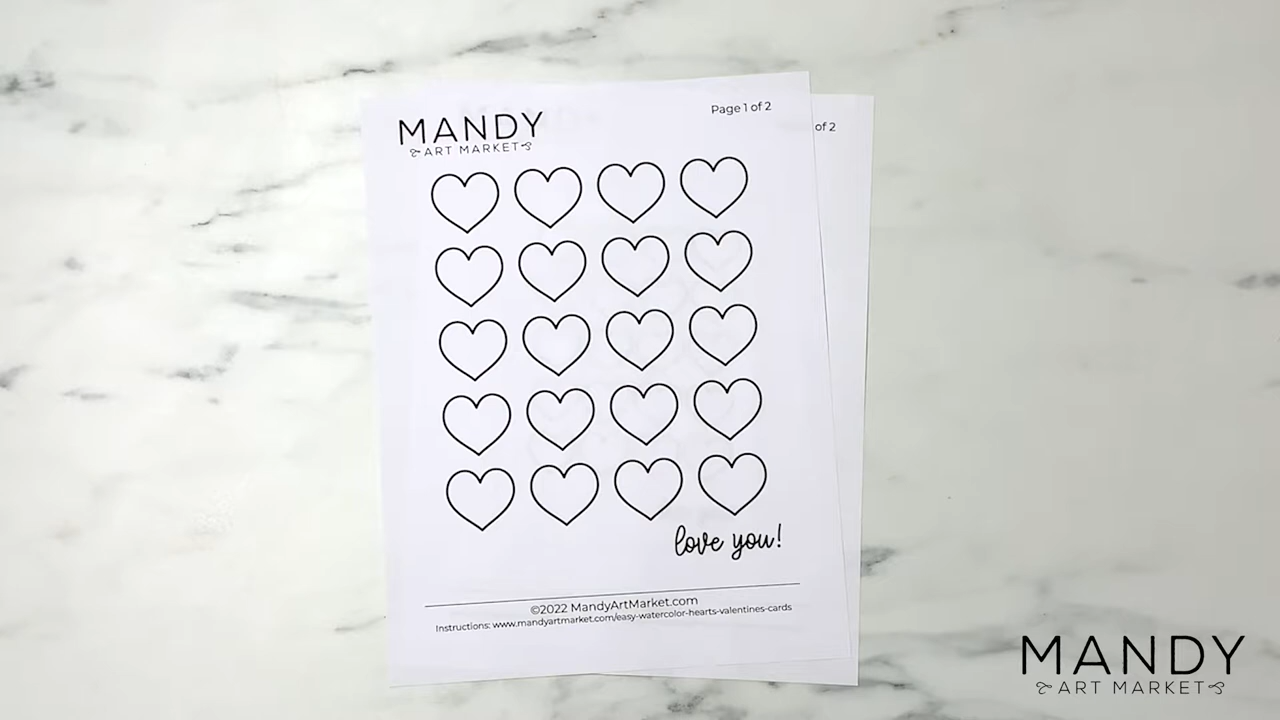 MANDY
ART MARKET
Page 1 of 2
of 2
love you!
©2022 MandyArtMarket.com
Instructions: www.mandyartmarket.com/easy-watercolor-hearts-valentines-cards
MANDY
ART MARKET